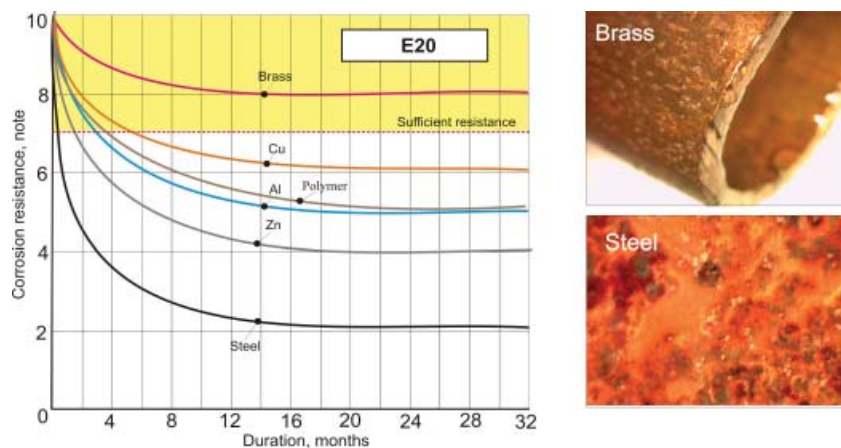 10
8
6
4
2
0
Corrosion resistance, note
E20
Brass
Sufficient resistance
Cu
Al
Polymer
Zn
Steel
4
8
12
16
20
24
28
32
Duration, months
Brass
Steel